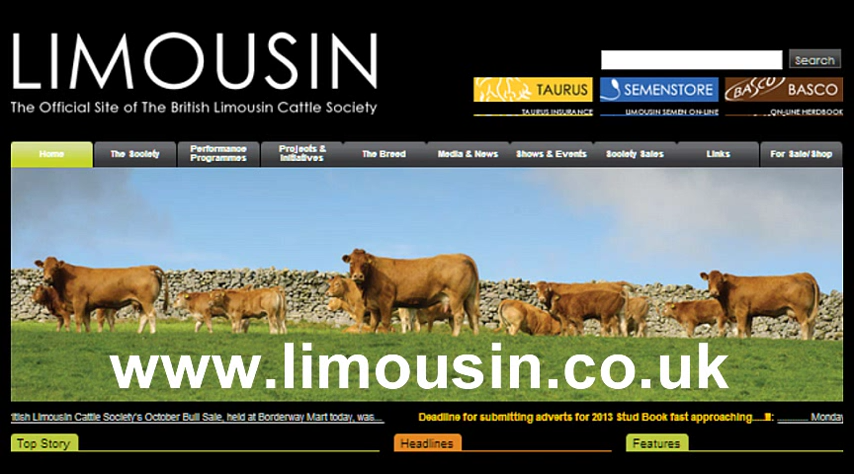 LIMOUSIN
The Official Site of The British Limousin Cattle Society
Search
TAURUS SEMENSTORE BASCO BASCO
TAURUS INSURANCE LIMOUSIN SEMEN ON-LINE ON-LINE HERDBOOK
Home The Society Performance Programmes Projects & Initiatives The Breed Media & News Shows & Events Society Sales Links For Sale/Shop
www.limousin.co.uk
ttish Limousin Cattle Society's October Bull Sale, held at Borderway Mart today, was... Deadline for submitting adverts for 2013 Stud Book fast approaching Monday
Top Story Headlines Features